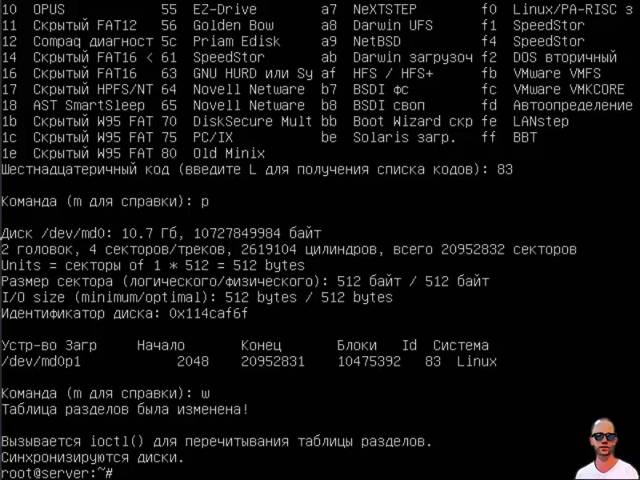 10 OPUS 55 EZ-Drive a7 NeXTSTEP f0 Linux/PA-RISC з
11 Скрытый FAT12 56 Golden Bow a8 Darwin UFS f1 SpeedStor
12 Compaq диагност 5c Priam Edisk a9 NetBSD f4 SpeedStor
14 Скрытый FAT16 < 61 SpeedStor ab Darwin загрузоч f2 DOS вторичный
16 Скрытый FAT16 63 GNU HURD или Sy af HFS / HFS+ fb VMware VMFS
17 Скрытый HPFS/NT 64 Novell Netware b7 BSDI фс fc VMware VMKCORE
18 AST SmartSleep 65 Novell Netware b8 BSDI своп fd Автоопределение
1b Скрытый W95 FAT 70 DiskSecure Mult bb Boot Wizard скр fe LANstep
1c Скрытый W95 FAT 75 PC/IX be Solaris загр. ff BBT
1e Скрытый W95 FAT 80 Old Minix
Шестнадцатеричный код (введите L для получения списка кодов): 83
Команда (m для справки): p
Диск /dev/md0: 10.7 Гб, 10727849984 байт
2 головок, 4 секторов/треков, 2619104 цилиндров, всего 20952832 секторов
Units = секторы of 1 * 512 = 512 bytes
Размер сектора (логического/физического): 512 байт / 512 байт
I/O size (minimum/optimal): 512 bytes / 512 bytes
Идентификатор диска: 0x114caf6f
Устр-во Загр Начало Конец Блоки Id Система
/dev/md0p1 2048 20952831 10475392 83 Linux
Команда (m для справки): w
Таблица разделов была изменена!
Вызывается ioctl() для перечитывания таблицы разделов.
Синхронизируются диски.
root@server:~#